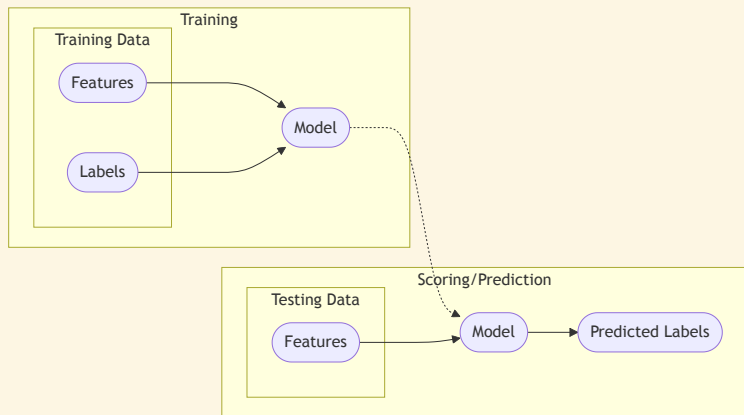 Training
Training Data
Features
Model
Labels
Scoring/Prediction
Testing Data
Features
Model
Predicted Labels